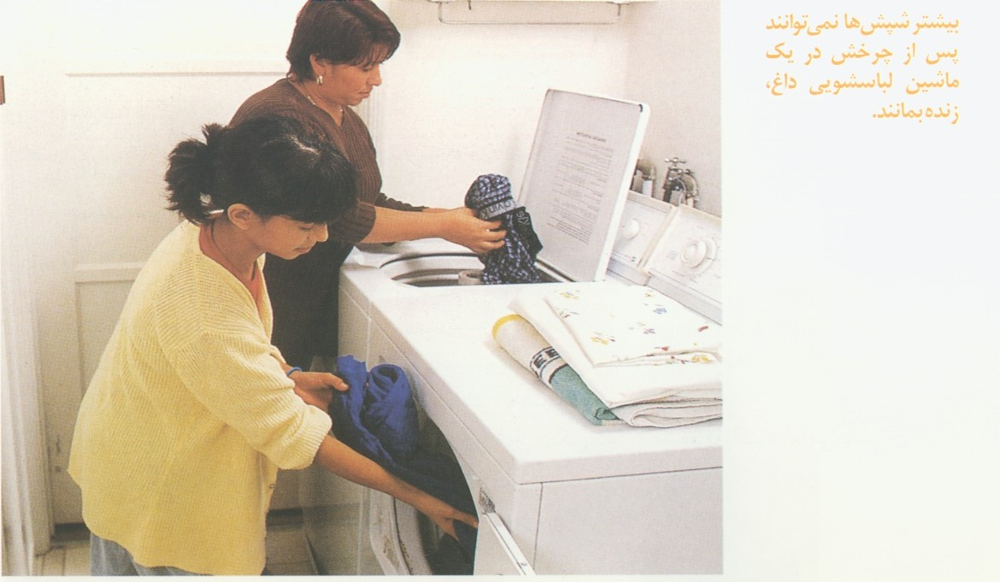 بیشتر شپش‌ها نمی‌توانند
پس از چرخش در یک
ماشین لباسشویی داغ،
زنده بمانند.